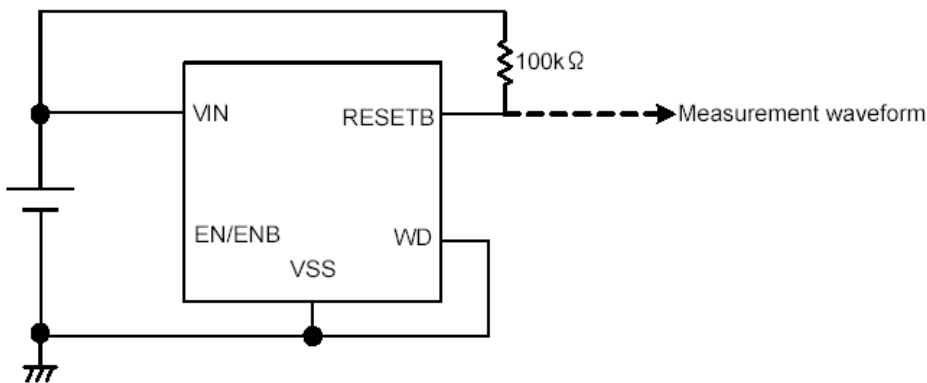 100kΩ
VIN
RESETB
Measurement waveform
EN/ENB
WD
VSS